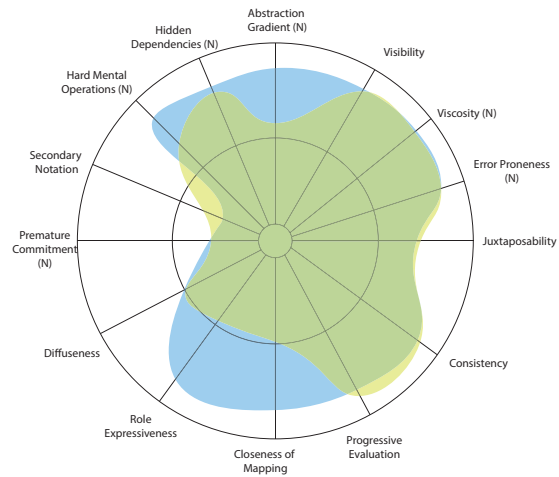 Abstraction
Gradient (N)
Visibility
Viscosity (N)
Error Proneness
(N)
Juxtaposability
Consistency
Progressive
Evaluation
Closeness of
Mapping
Role
Expressiveness
Diffuseness
Premature
Commitment
(N)
Secondary
Notation
Hard Mental
Operations (N)
Hidden
Dependencies (N)